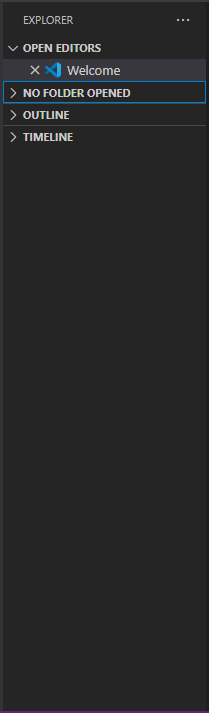 EXPLORER
OPEN EDITORS
Welcome
NO FOLDER OPENED
OUTLINE
TIMELINE